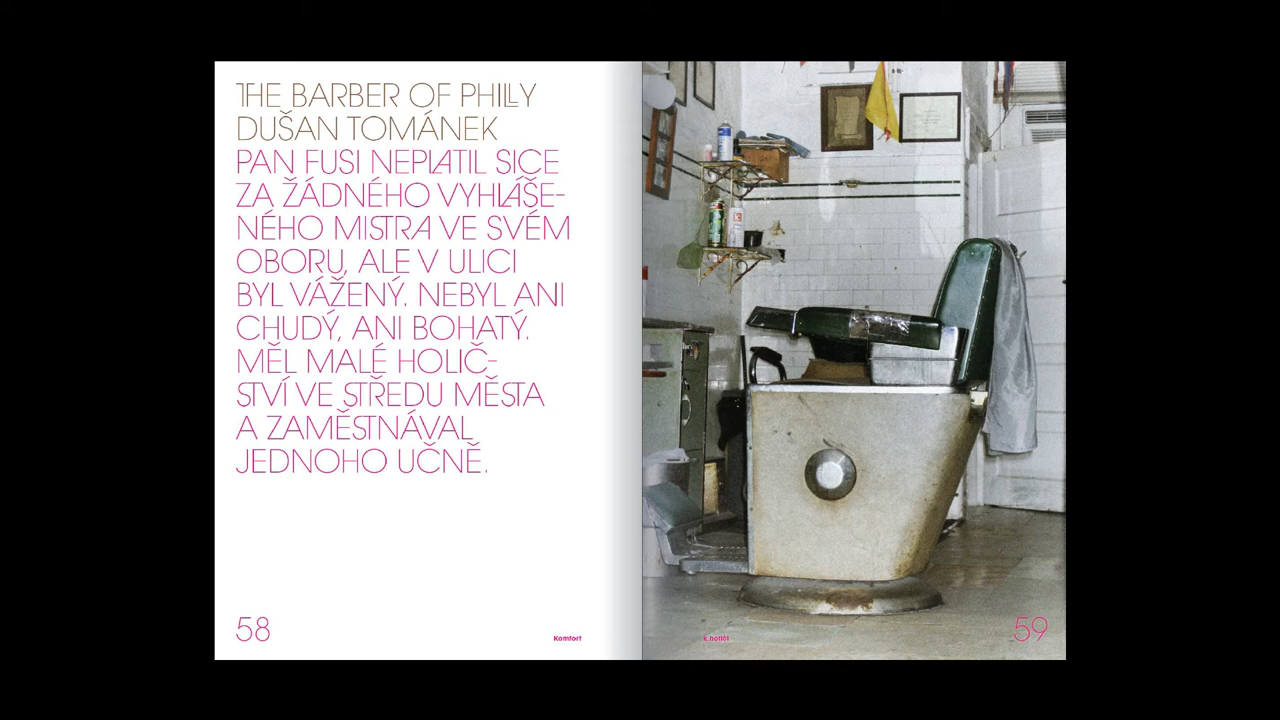 THE BARBER OF PHILLY
DUŠAN TOMÁNEK
PAN FUSI NEPLATIL SICE
ZA ŽÁDNÉHO VYHLÁŠE-
NÉHO MISTRA VE SVÉM
OBORU, ALE V ULICI
BYL VÁŽENÝ. NEBYL ANI
CHUDÝ, ANI BOHATÝ.
MĚL MALÉ HOLIČ-
STVÍ VE STŘEDU MĚSTA
A ZAMĚSTNÁVAL
JEDNOHO UČNĚ.
58
Komfort
k.hottel
59